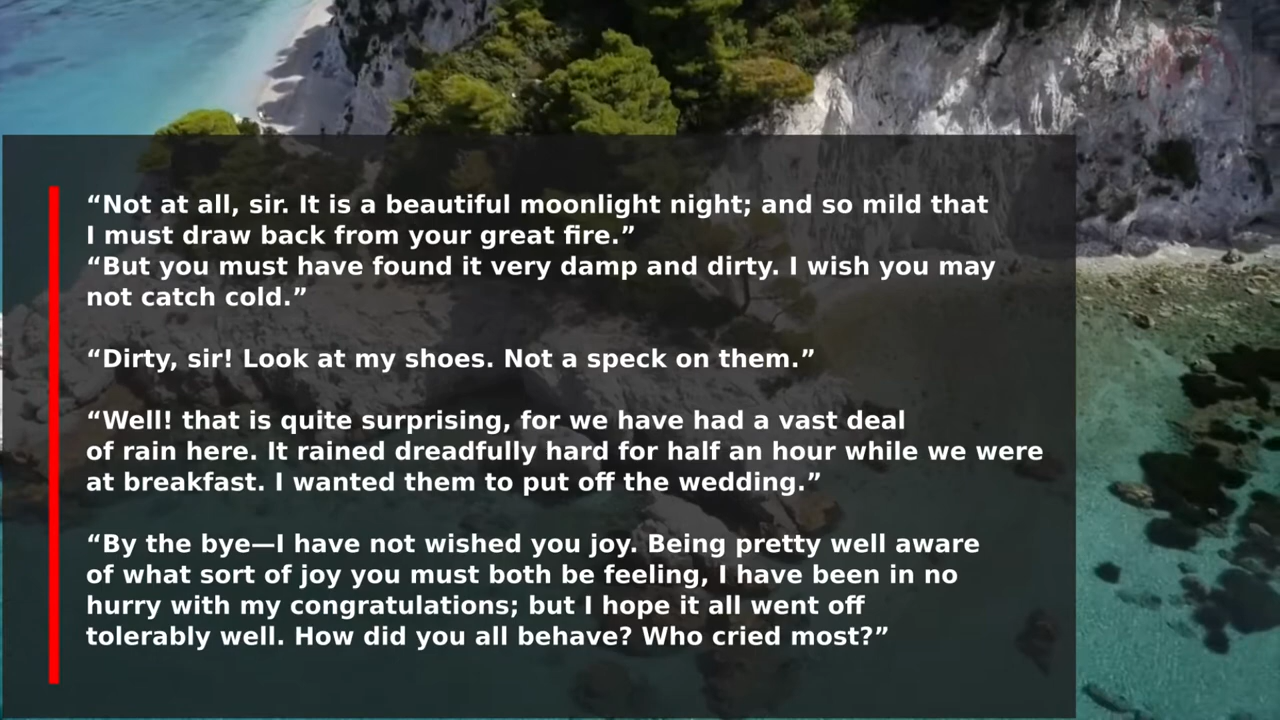 “Not at all, sir. It is a beautiful moonlight night; and so mild that
I must draw back from your great fire.”
“But you must have found it very damp and dirty. I wish you may
not catch cold.”
“Dirty, sir! Look at my shoes. Not a speck on them.”
“Well! that is quite surprising, for we have had a vast deal
of rain here. It rained dreadfully hard for half an hour while we were
at breakfast. I wanted them to put off the wedding.”
“By the bye—I have not wished you joy. Being pretty well aware
of what sort of joy you must both be feeling, I have been in no
hurry with my congratulations; but I hope it all went off
tolerably well. How did you all behave? Who cried most?”